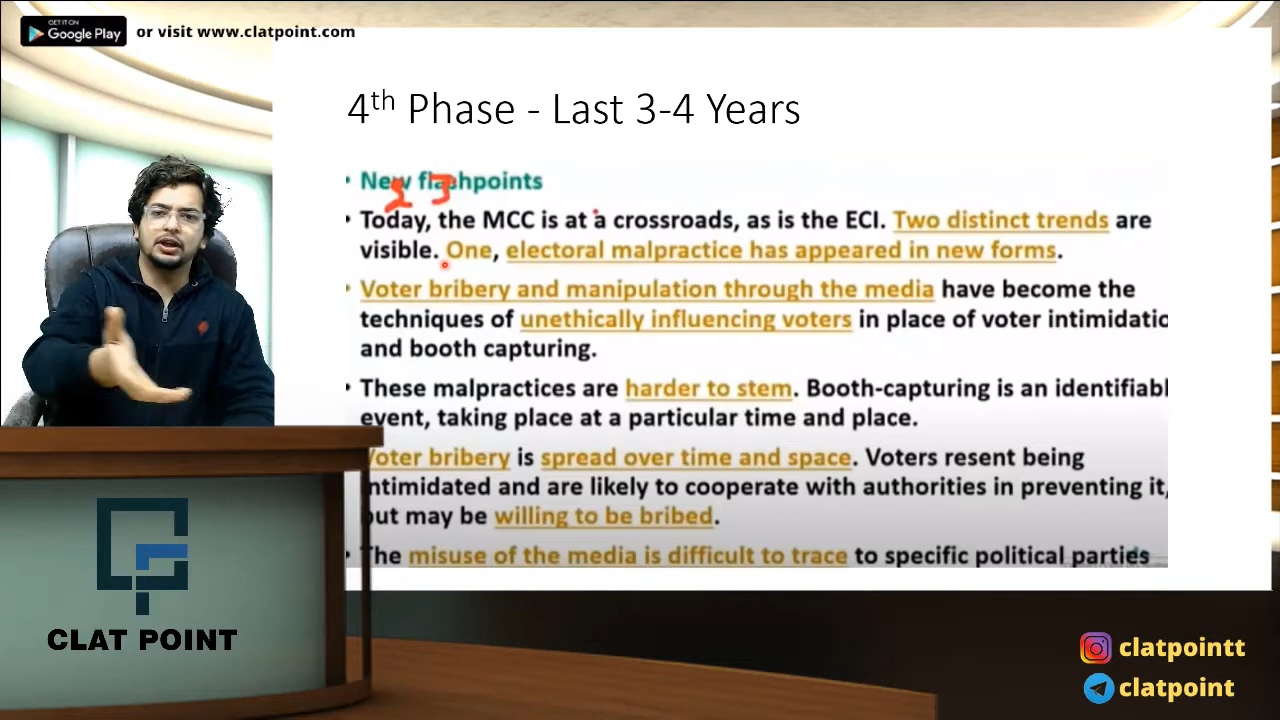 GET IT ON
Google Play
or visit www.clatpoint.com
4th Phase - Last 3-4 Years
• New flashpoints
2 3
• Today, the MCC is at a crossroads, as is the ECI. Two distinct trends are
visible. One, electoral malpractice has appeared in new forms.
• Voter bribery and manipulation through the media have become the
techniques of unethically influencing voters in place of voter intimidatio
and booth capturing.
• These malpractices are harder to stem. Booth-capturing is an identifiabl
event, taking place at a particular time and place.
Voter bribery is spread over time and space. Voters resent being
ntimidated and are likely to cooperate with authorities in preventing it,
but may be willing to be bribed.
• The misuse of the media is difficult to trace to specific political parties
CLAT POINT
clatpointt
clatpoint